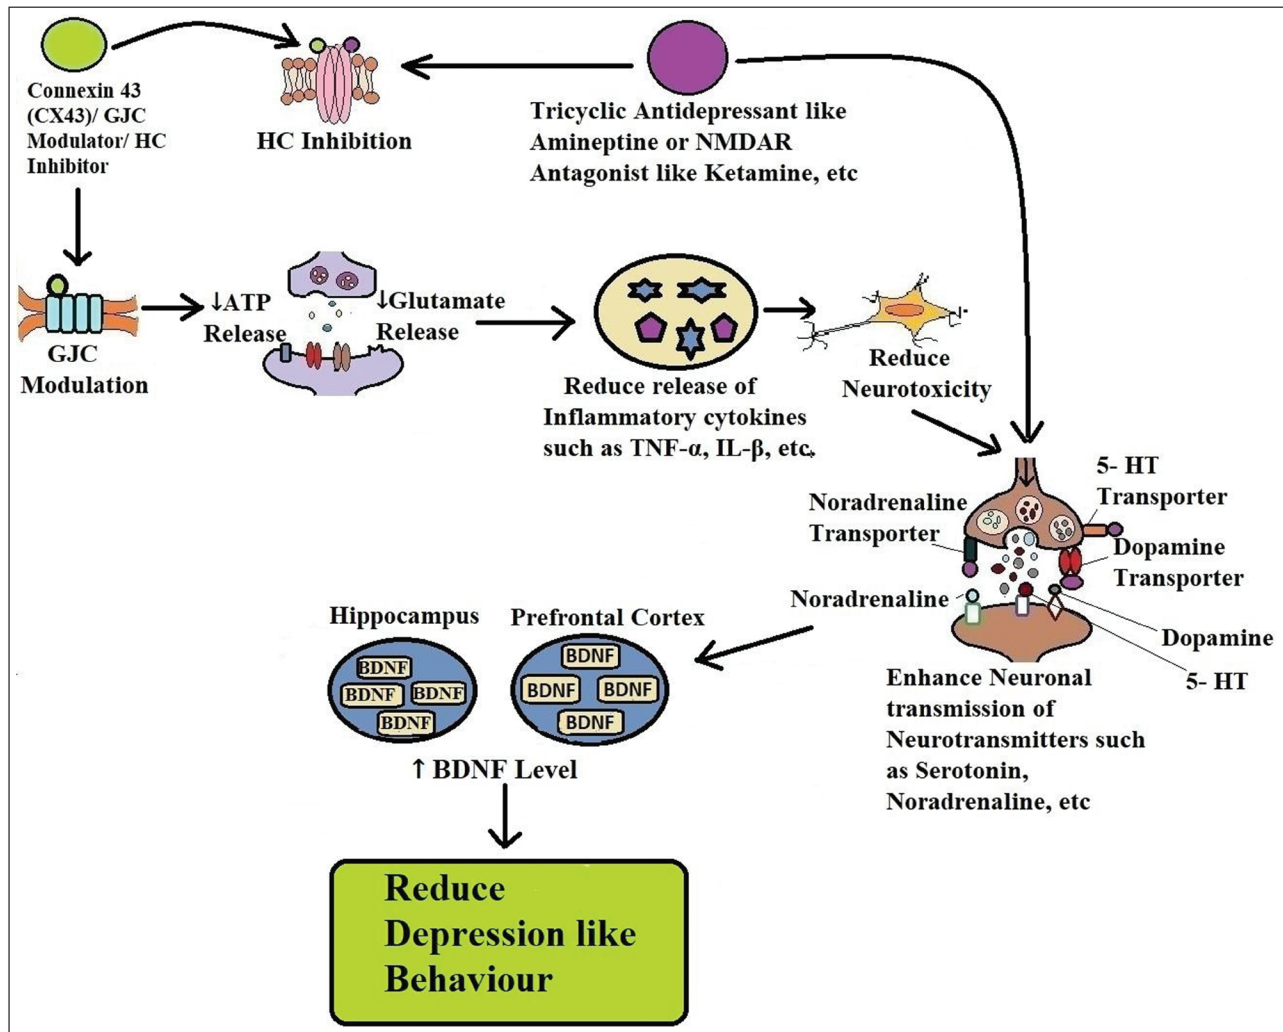 Connexin 43
(CX43)/ GJC
Modulator/ HC
Inhibitor
HC Inhibition
Tricyclic Antidepressant like
Amineptine or NMDAR
Antagonist like Ketamine, etc
GJC
Modulation
↓ATP
Release
↓Glutamate
Release
Reduce release of
Inflammatory cytokines
such as TNF-α, IL-β, etc.
Reduce
Neurotoxicity
5- HT
Transporter
Noradrenaline
Transporter
Dopamine
Transporter
Noradrenaline
Dopamine
5- HT
Enhance Neuronal
transmission of
Neurotransmitters such
as Serotonin,
Noradrenaline, etc
Hippocampus
BDNF
BDNF
BDNF
BDNF
Prefrontal Cortex
BDNF
BDNF
BDNF
BDNF
↑ BDNF Level
Reduce
Depression like
Behaviour